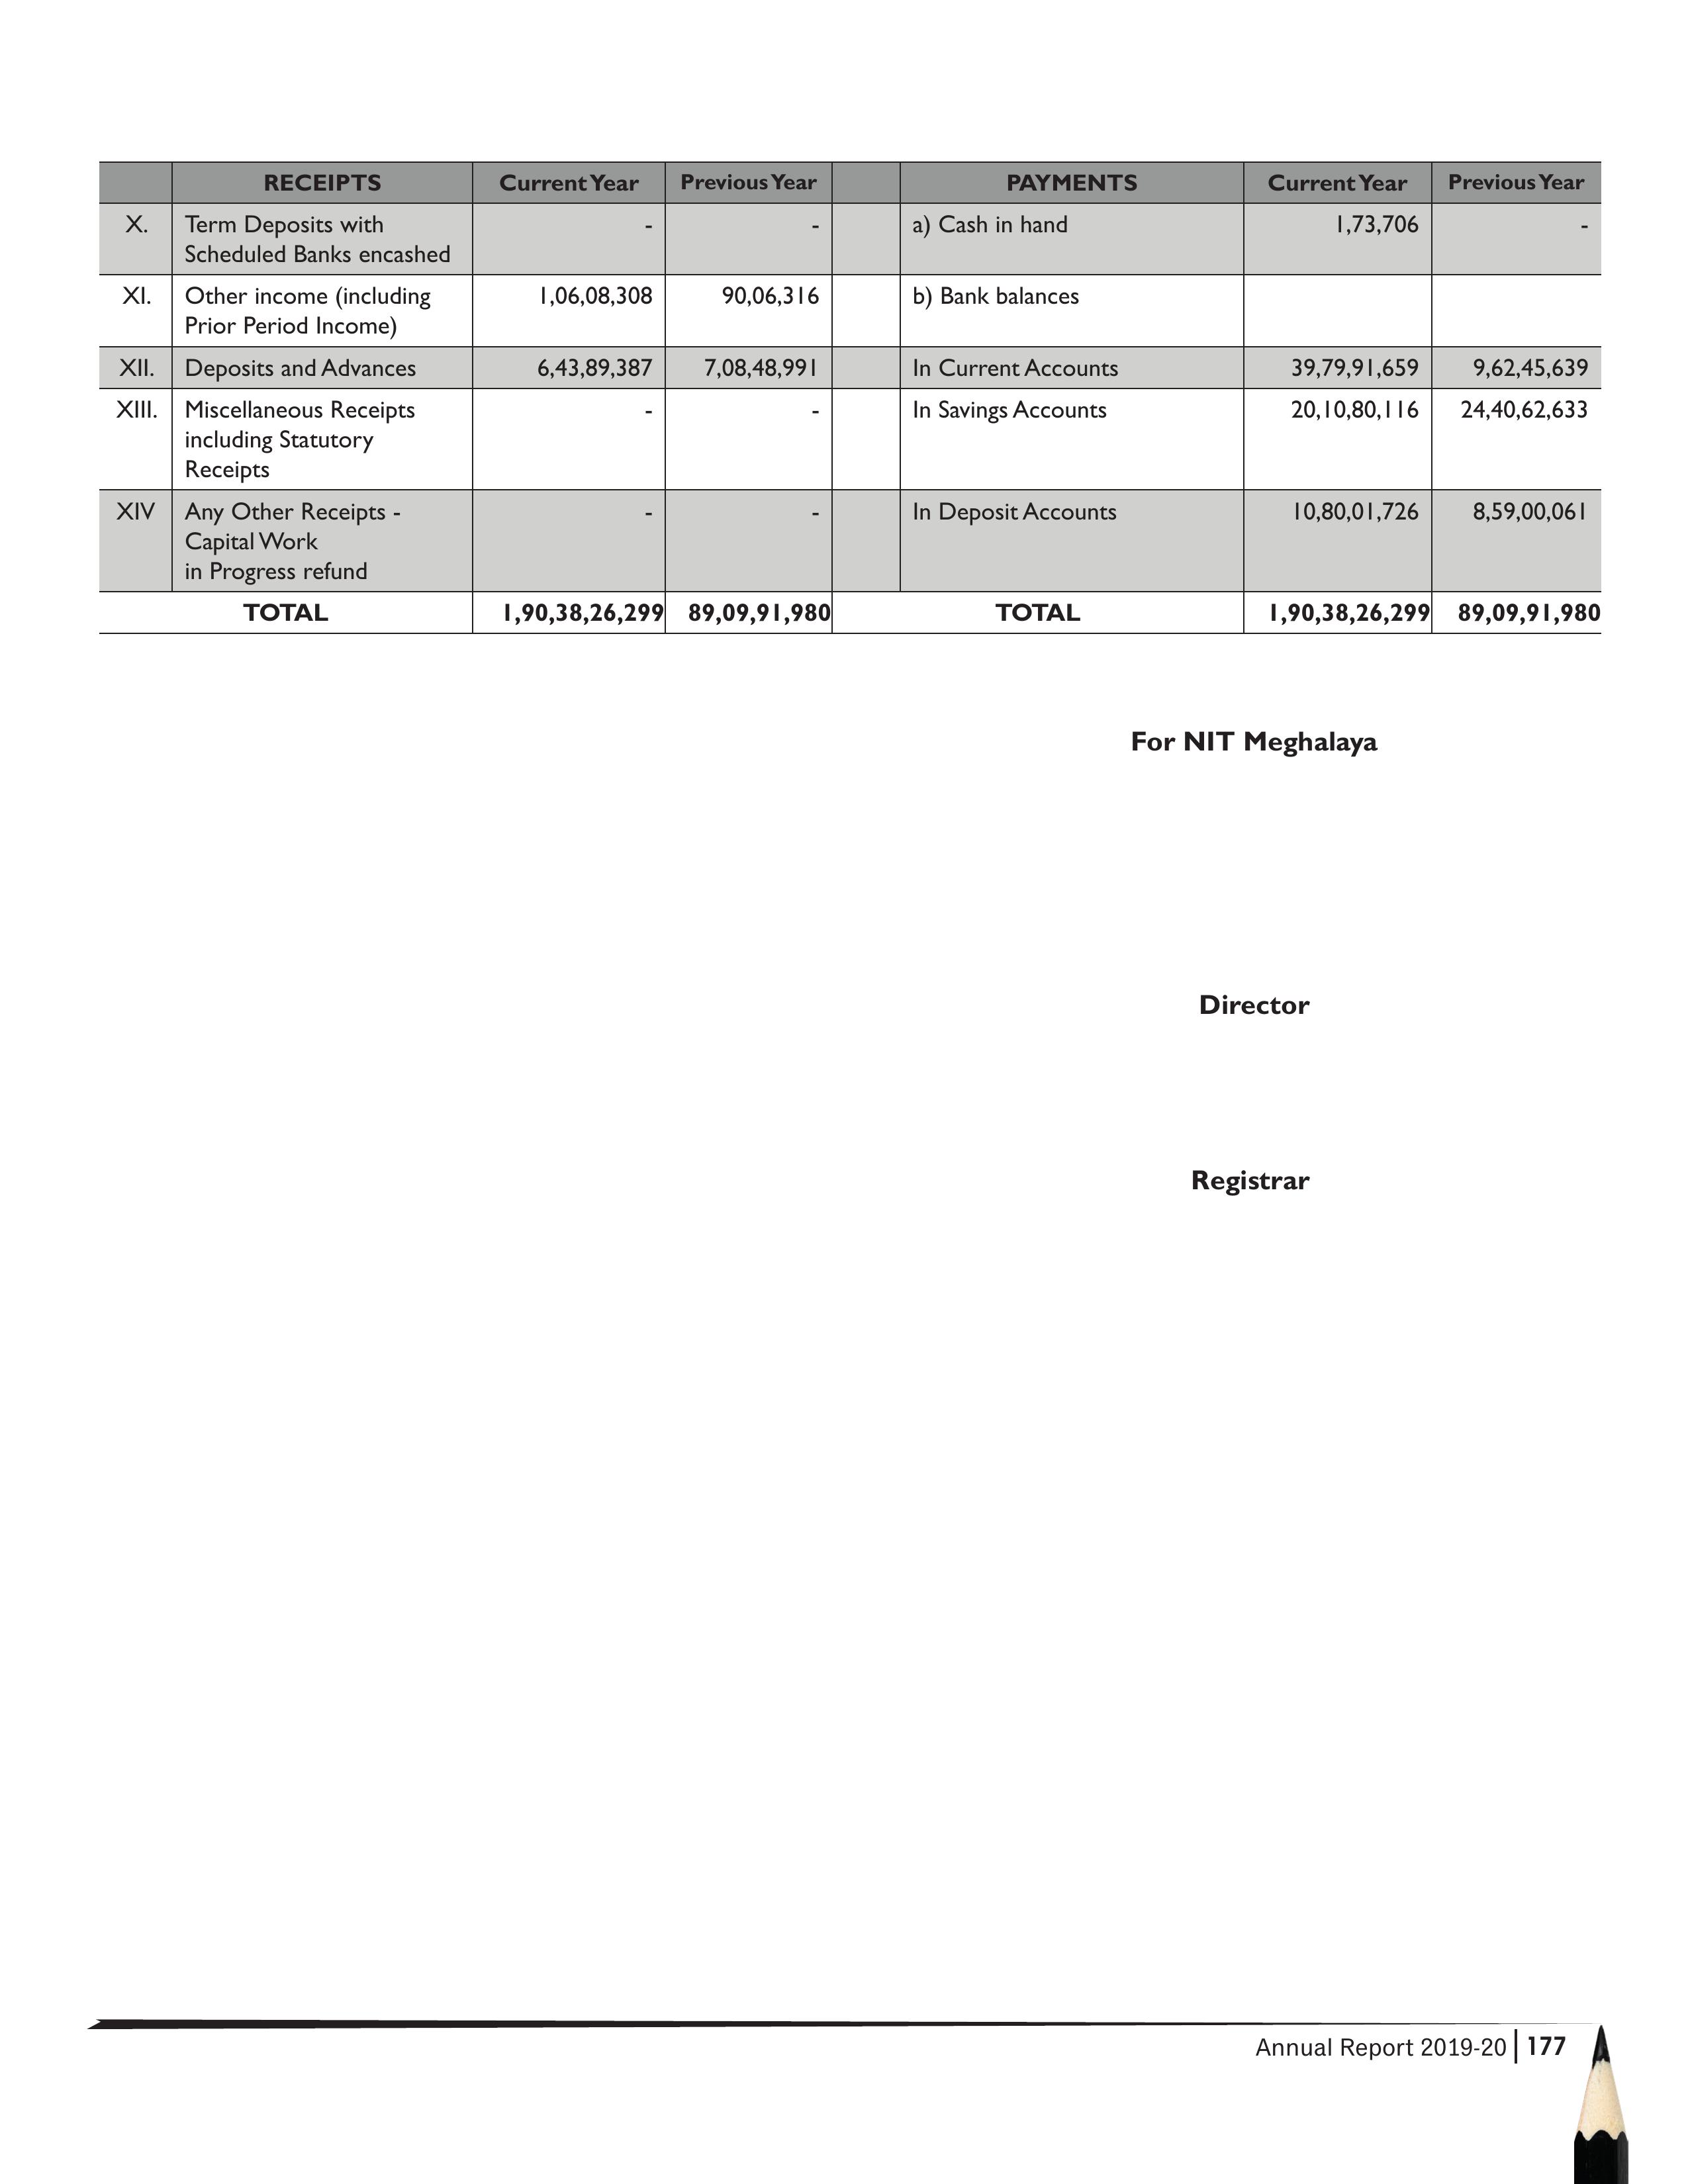 RECEIPTS Current Year Previous Year PAYMENTS Current Year Previous Year
X. Term Deposits with - - a) Cash in hand 1,73,706 -
Scheduled Banks encashed
XI. Other income (including 1,06,08,308 90,06,316 b) Bank balances
Prior Period Income)
XII. Deposits and Advances 6,43,89,387 7,08,48,991 In Current Accounts 39,79,91,659 9,62,45,639
XIII. Miscellaneous Receipts - - In Savings Accounts 20,10,80,116 24,40,62,633
including Statutory
Receipts
XIV Any Other Receipts - - - In Deposit Accounts 10,80,01,726 8,59,00,061
Capital Work
in Progress refund
TOTAL 1,90,38,26,299 89,09,91,980 TOTAL 1,90,38,26,299 89,09,91,980
For NIT Meghalaya
Director
Registrar
Annual Report 2019-20 177